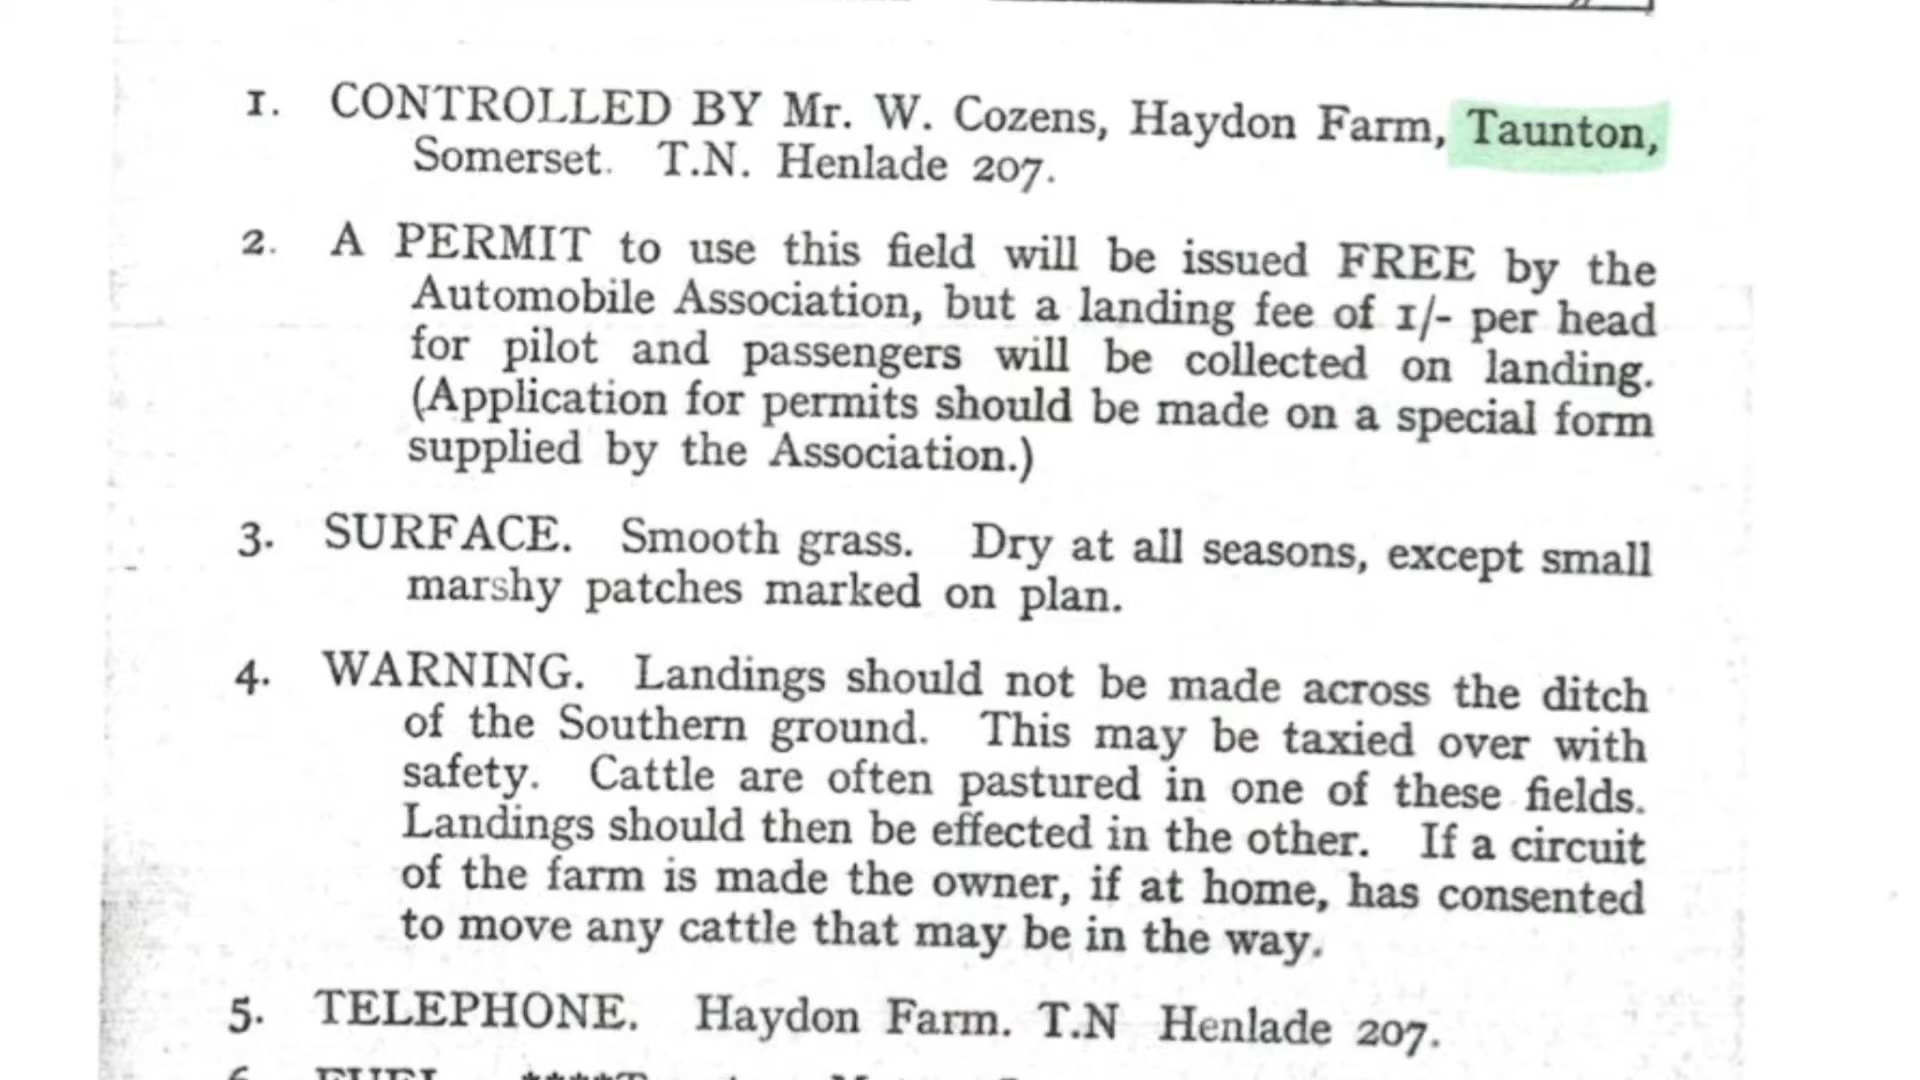 1. CONTROLLED BY Mr. W. Cozens, Haydon Farm, Taunton,
Somerset. T.N. Henlade 207.
2. A PERMIT to use this field will be issued FREE by the
Automobile Association, but a landing fee of 1/- per head
for pilot and passengers will be collected on landing.
(Application for permits should be made on a special form
supplied by the Association.)
3. SURFACE. Smooth grass. Dry at all seasons, except small
marshy patches marked on plan.
4. WARNING. Landings should not be made across the ditch
of the Southern ground. This may be taxied over with
safety. Cattle are often pastured in one of these fields.
Landings should then be effected in the other. If a circuit
of the farm is made the owner, if at home, has consented
to move any cattle that may be in the way.
5. TELEPHONE. Haydon Farm. T.N Henlade 207.
6. FUEL